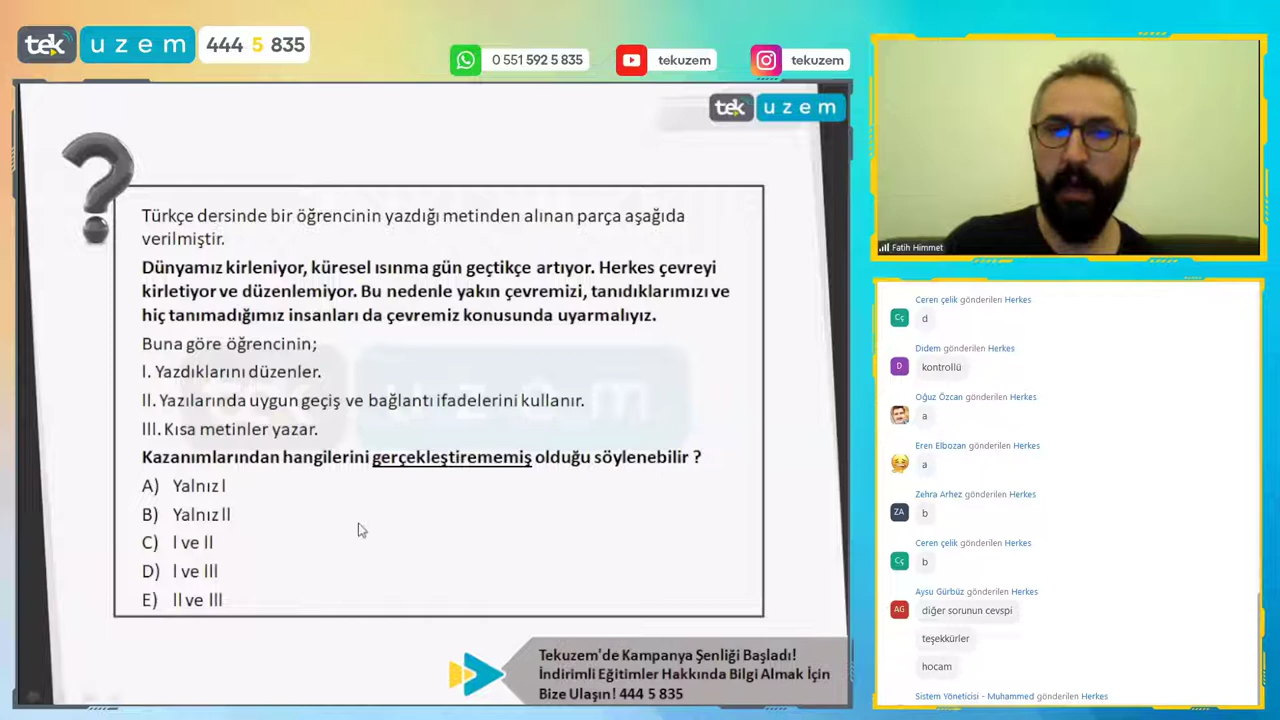 tek uzem 444 5 835
0 551 592 5 835 tekuzem tekuzem
tek uzem
Türkçe dersinde bir öğrencinin yazdığı metinden alınan parça aşağıda
verilmiştir.
Dünyamız kirleniyor, küresel ısınma gün geçtikçe artıyor. Herkes çevreyi
kirletiyor ve düzenlemiyor. Bu nedenle yakın çevremizi, tanıdıklarımızı ve
hiç tanımadığımız insanları da çevremiz konusunda uyarmalıyız.
Buna göre öğrencinin;
I. Yazdıklarını düzenler.
II. Yazılarında uygun geçiş ve bağlantı ifadelerini kullanır.
III. Kısa metinler yazar.
Kazanımlarından hangilerini gerçekleştirememiş olduğu söylenebilir ?
A) Yalnız I
B) Yalnız II
C) I ve II
D) I ve III
E) II ve III
Tekuzem'de Kampanya Şenliği Başladı!
İndirimli Eğitimler Hakkında Bilgi Almak İçin
Bize Ulaşın! 444 5 835
Fatih Himmet
Ceren çelik gönderilen Herkes
Cç d
Didem gönderilen Herkes
D kontrollü
Oğuz Özcan gönderilen Herkes
a
Eren Elbozan gönderilen Herkes
a
Zehra Arhez gönderilen Herkes
ZA b
Ceren çelik gönderilen Herkes
Cç b
Aysu Gürbüz gönderilen Herkes
AG diğer sorunun cevspi
teşekkürler
hocam
Sistem Yöneticisi - Muhammed gönderilen Herkes